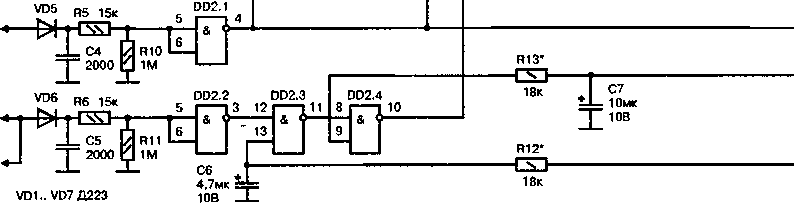 DD2.1
VD5
R5 15к
5
&
4
6
C4
2000
R10
1M
R13*
18к
C7
10мк
10В
DD2.2
DD2.3
DD2.4
VD6
R6 15к
5
&
3
12
&
11
8
&
10
6
13
9
C5
2000
R11
1M
R12*
18к
C6
4,7мк
10В
VD1.. VD7 Д223
+
+